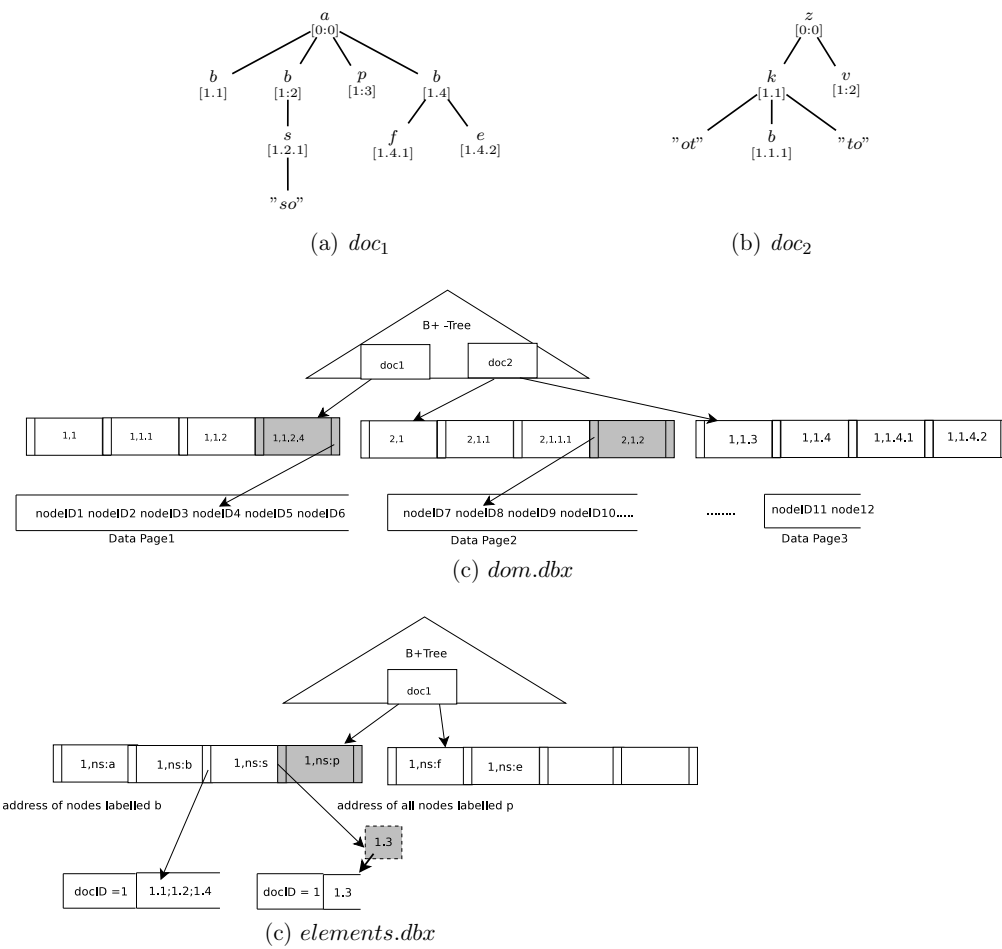 a z
[0:0] [0:0]
b b p b k v
[1.1] [1:2] [1:3] [1.4] [1.1] [1:2]
s f e "ot" b "to"
[1.2.1] [1.4.1] [1.4.2] [1.1.1]
"so"
(a) doc1 (b) doc2
B+ -Tree
doc1 doc2
1,1 1,1.1 1,1.2 1,1,2,4 2,1 2,1.1 2,1.1.1 2,1.2 1,1.3 1,1.4 1,1.4.1 1,1.4.2
nodeID1 nodeID2 nodeID3 nodeID4 nodeID5 nodeID6 nodeID7 nodeID8 nodeID9 nodeID10..... ........ nodeID11 node12
Data Page1 Data Page2 Data Page3
(c) dom.dbx
B+Tree
doc1
1,ns:a 1,ns:b 1,ns:s 1,ns:p 1,ns:f 1,ns:e
address of nodes labelled b address of all nodes labelled p
1.3
docID =1 1.1;1.2;1.4 docID = 1 1.3
(c) elements.dbx